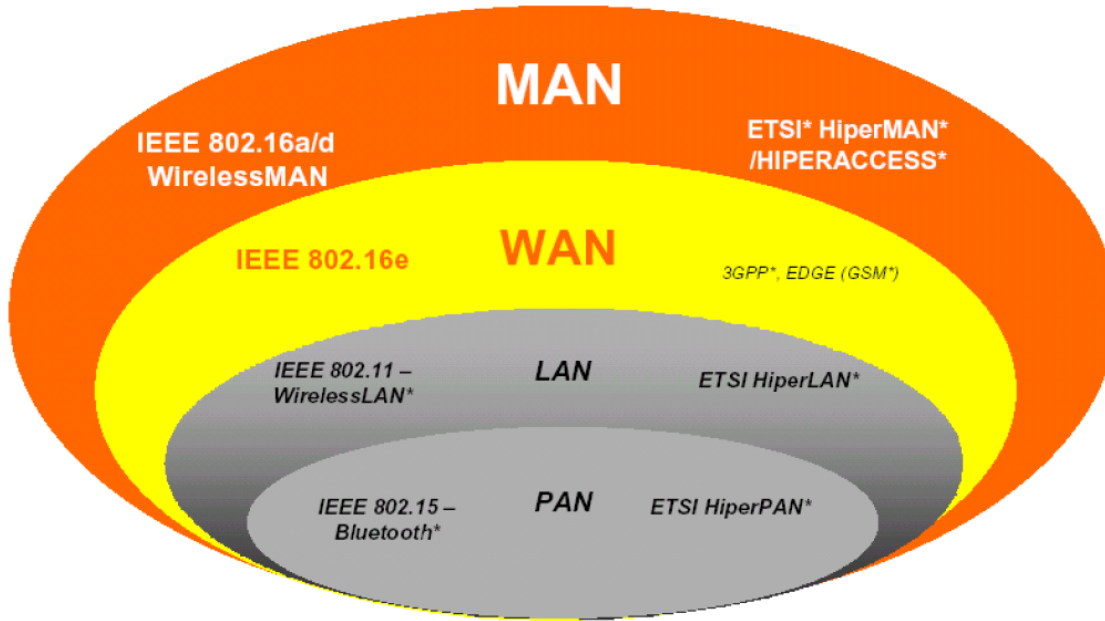 MAN
IEEE 802.16a/d
WirelessMAN
ETSI* HiperMAN*
/HIPERACCESS*
WAN
IEEE 802.16e
3GPP*, EDGE (GSM*)
IEEE 802.11 –
WirelessLAN*
LAN
ETSI HiperLAN*
IEEE 802.15 –
Bluetooth*
PAN
ETSI HiperPAN*